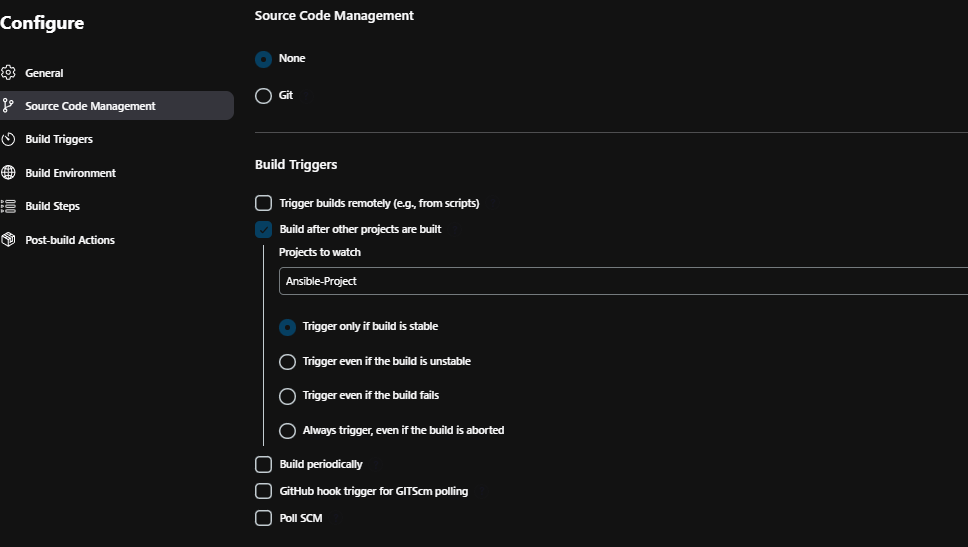 Configure
General
Source Code Management
Build Triggers
Build Environment
Build Steps
Post-build Actions
Source Code Management
None
Git
Build Triggers
Trigger builds remotely (e.g., from scripts)
Build after other projects are built
Projects to watch
Ansible-Project
Trigger only if build is stable
Trigger even if the build is unstable
Trigger even if the build fails
Always trigger, even if the build is aborted
Build periodically
GitHub hook trigger for GITScm polling
Poll SCM